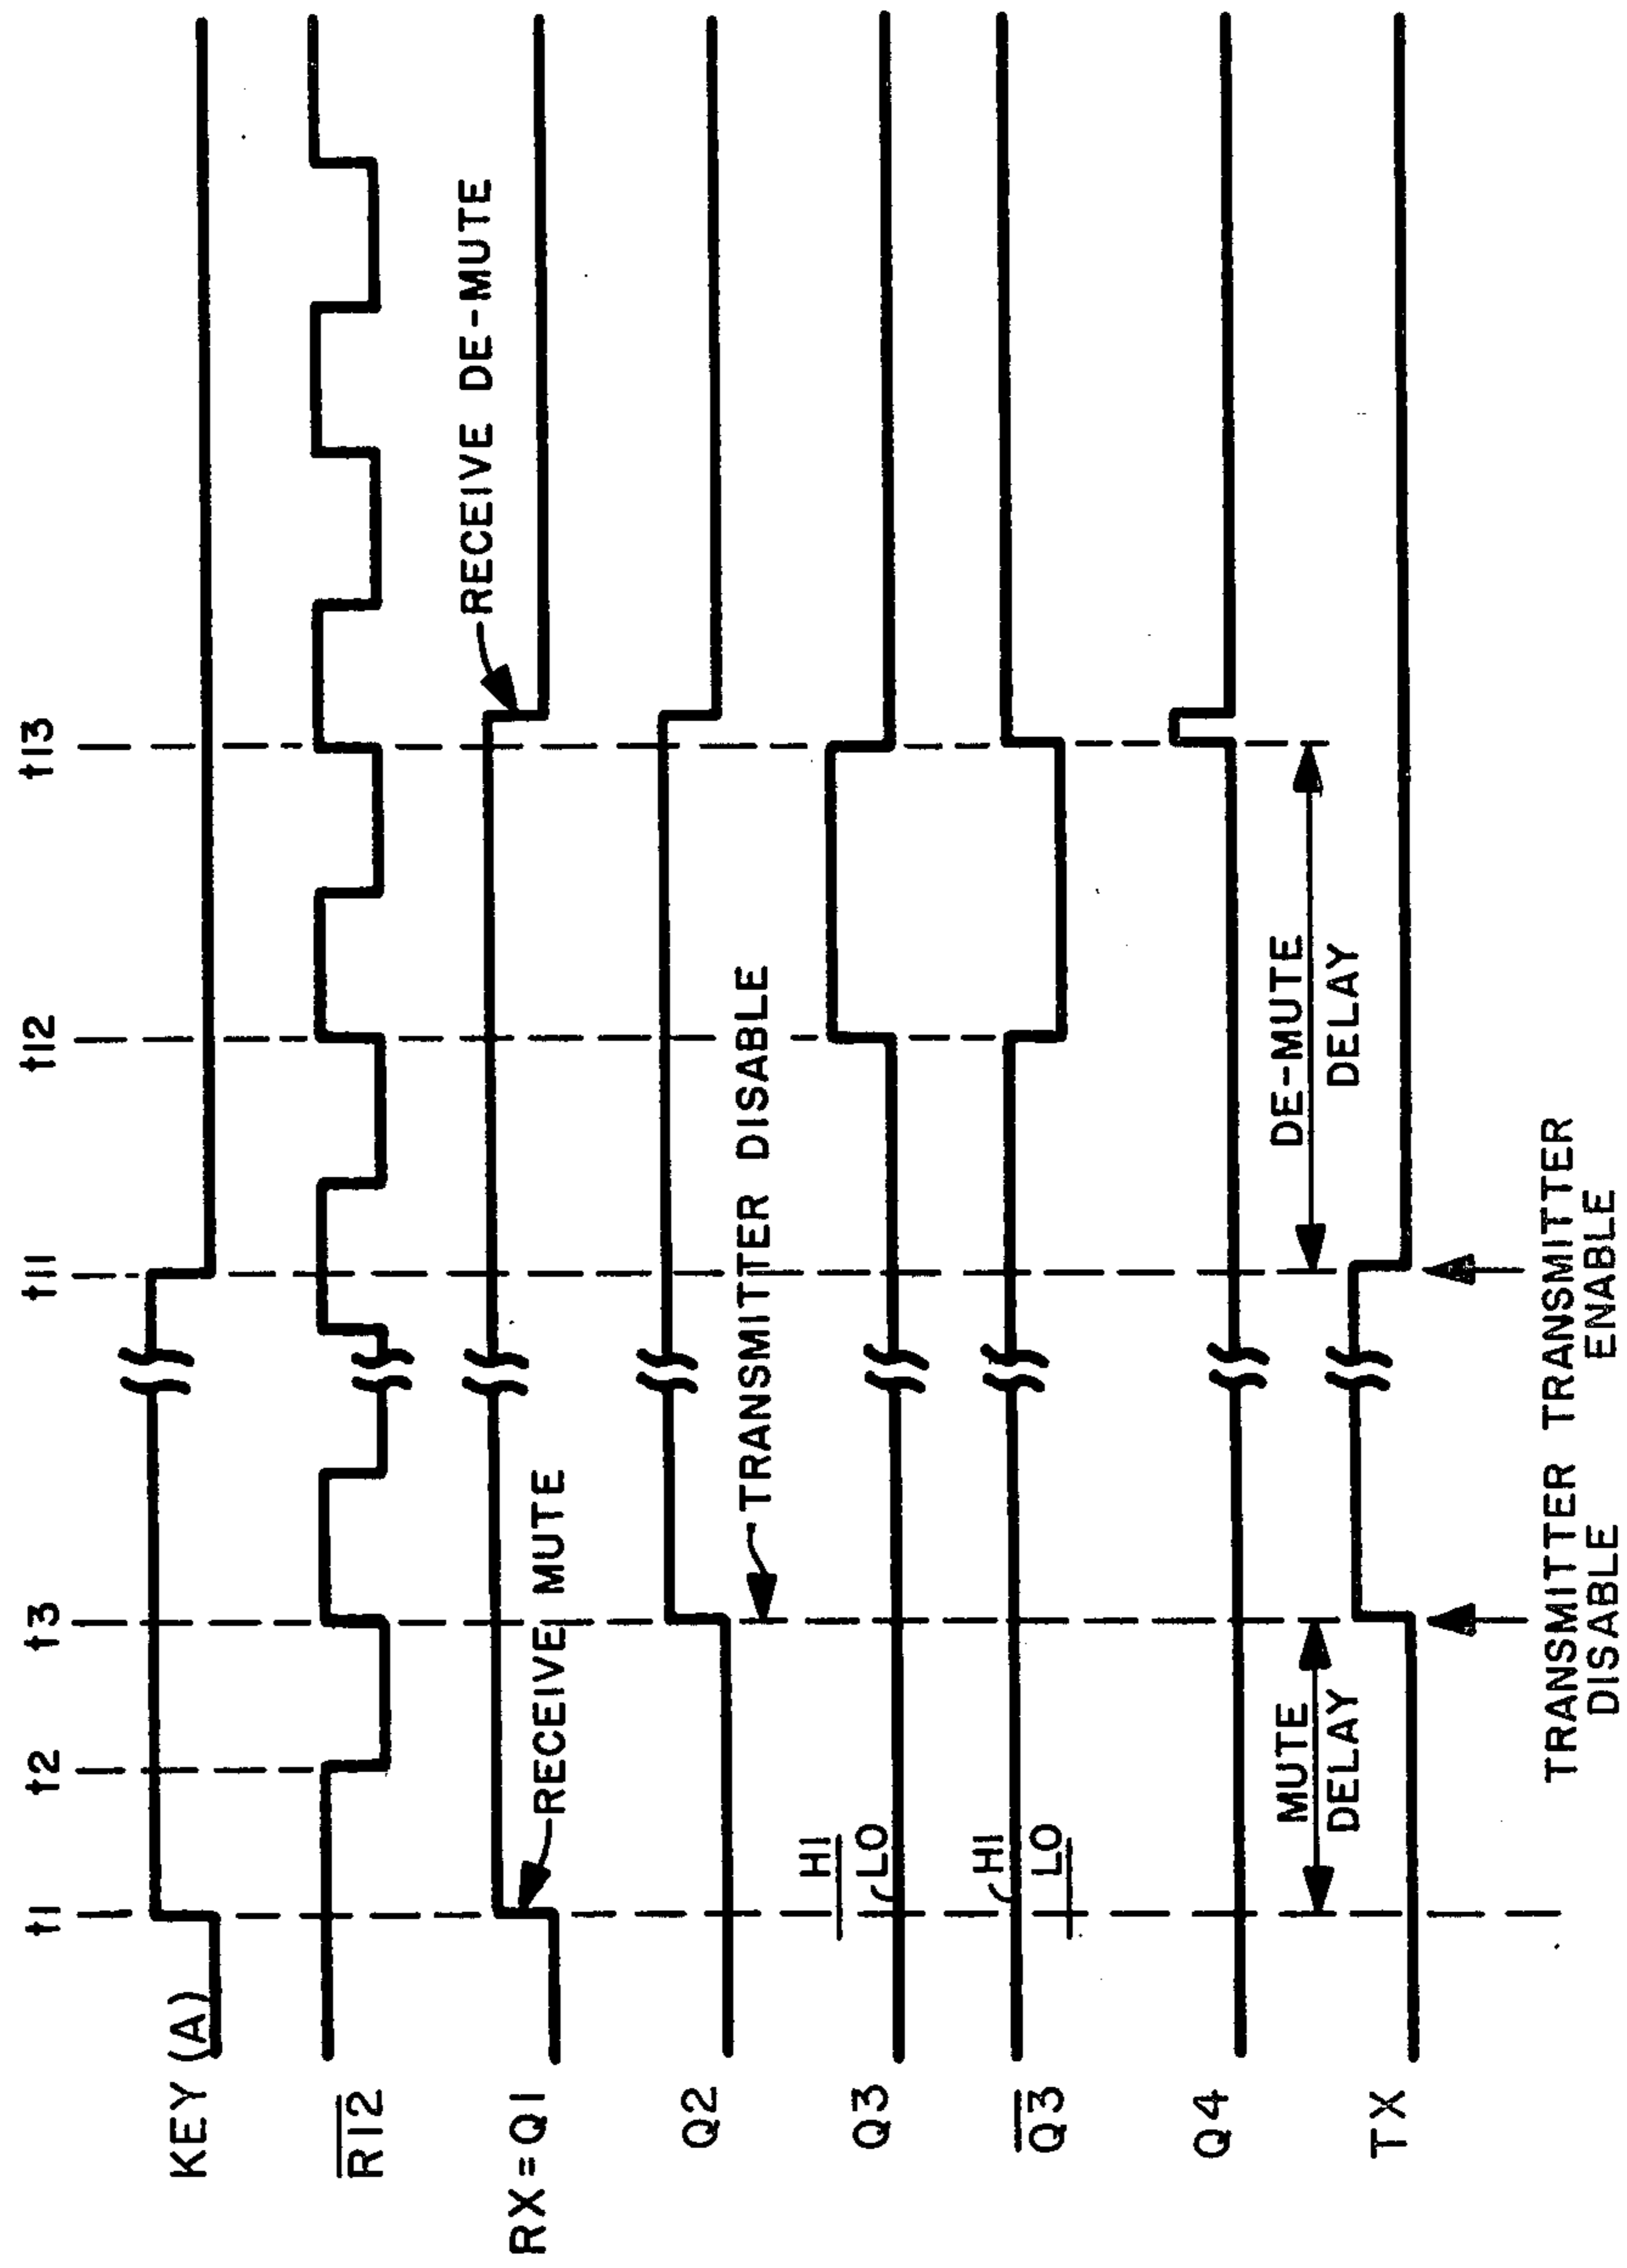 t1 t2 t3 t11 t12 t13
KEY (A)
R12
RX=Q1
RECEIVE MUTE
RECEIVE DE-MUTE
Q2
TRANSMITTER DISABLE
Q3
HI
LO
Q3
HI
LO
Q4
MUTE
DELAY
DE-MUTE
DELAY
TX
TRANSMITTER
DISABLE
TRANSMITTER
ENABLE